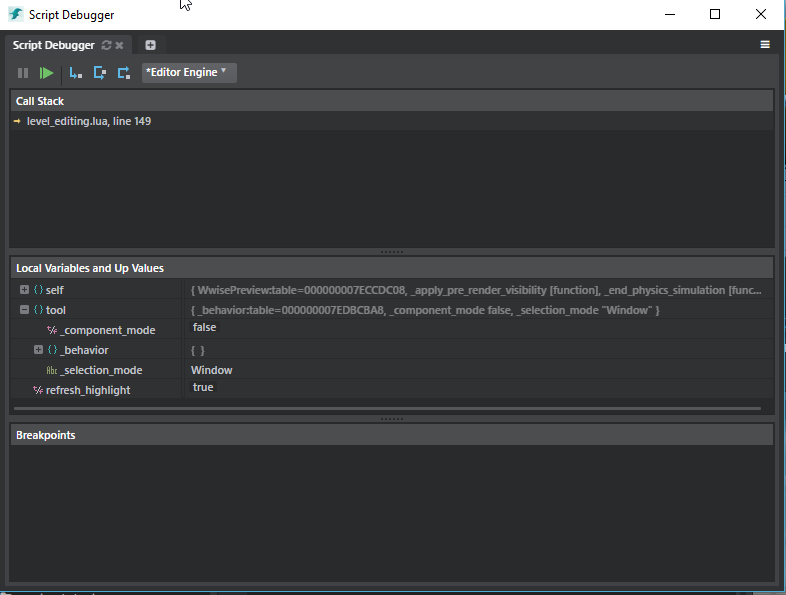 Script Debugger
Script Debugger
*Editor Engine
Call Stack
level_editing.lua, line 149
Local Variables and Up Values
self { WwisePreview:table=000000007ECCDC08, _apply_pre_render_visibility [function], _end_physics_simulation [func...
tool { _behavior:table=000000007EDBCBA8, _component_mode false, _selection_mode "Window" }
_component_mode false
_behavior { }
Abc _selection_mode Window
refresh_highlight true
Breakpoints